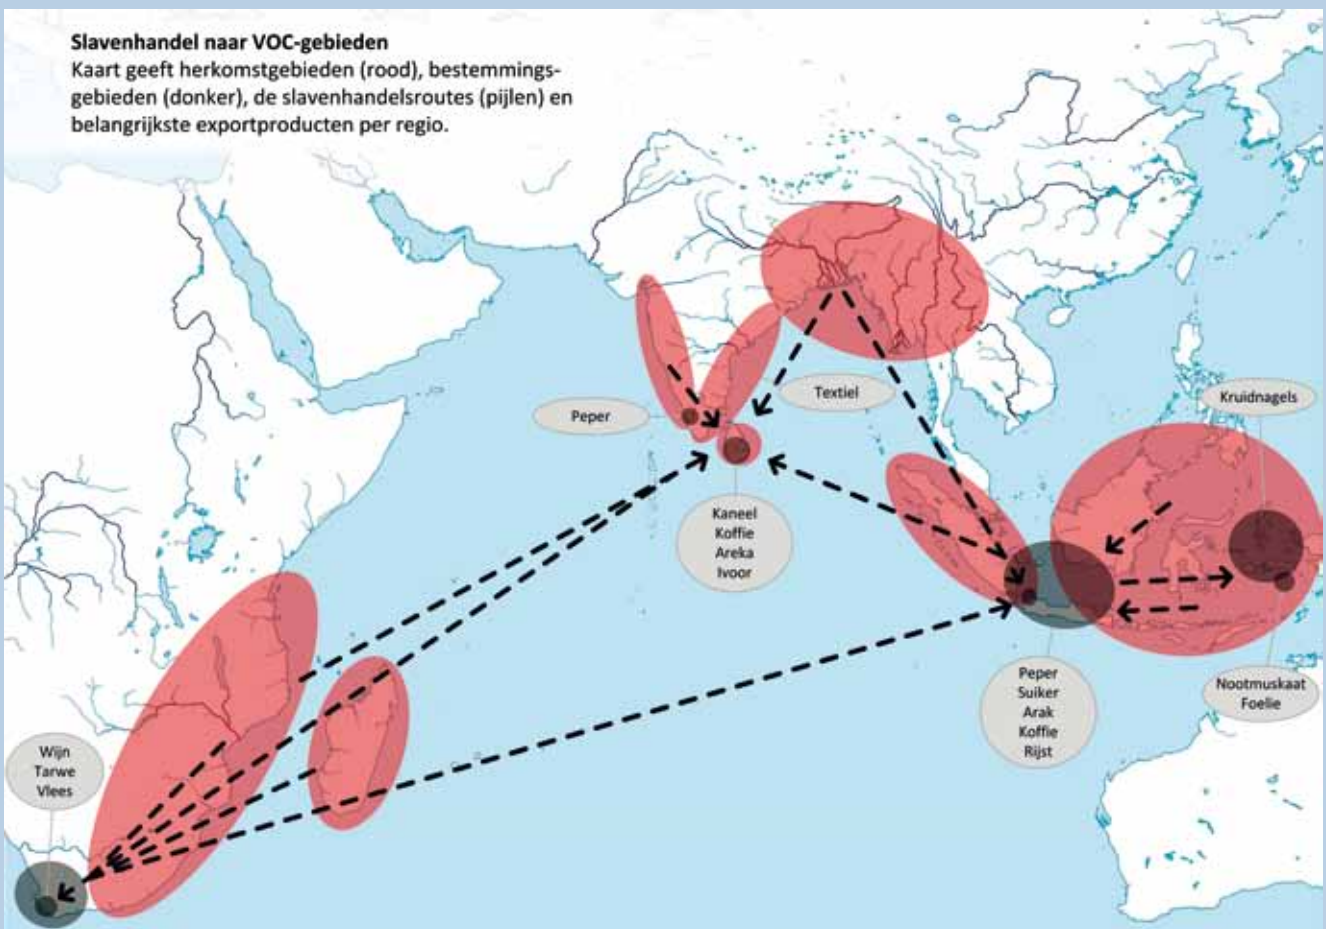 Slavenhandel naar VOC-gebieden
Kaart geeft herkomstgebieden (rood), bestemmings-
gebieden (donker), de slavenhandelsroutes (pijlen) en
belangrijkste exportproducten per regio.
Peper
Textiel
Kruidnagels
Kaneel
Koffie
Areka
Ivoor
Peper
Suiker
Arak
Koffie
Rijst
Nootmuskaat
Foelie
Wijn
Tarwe
Vlees